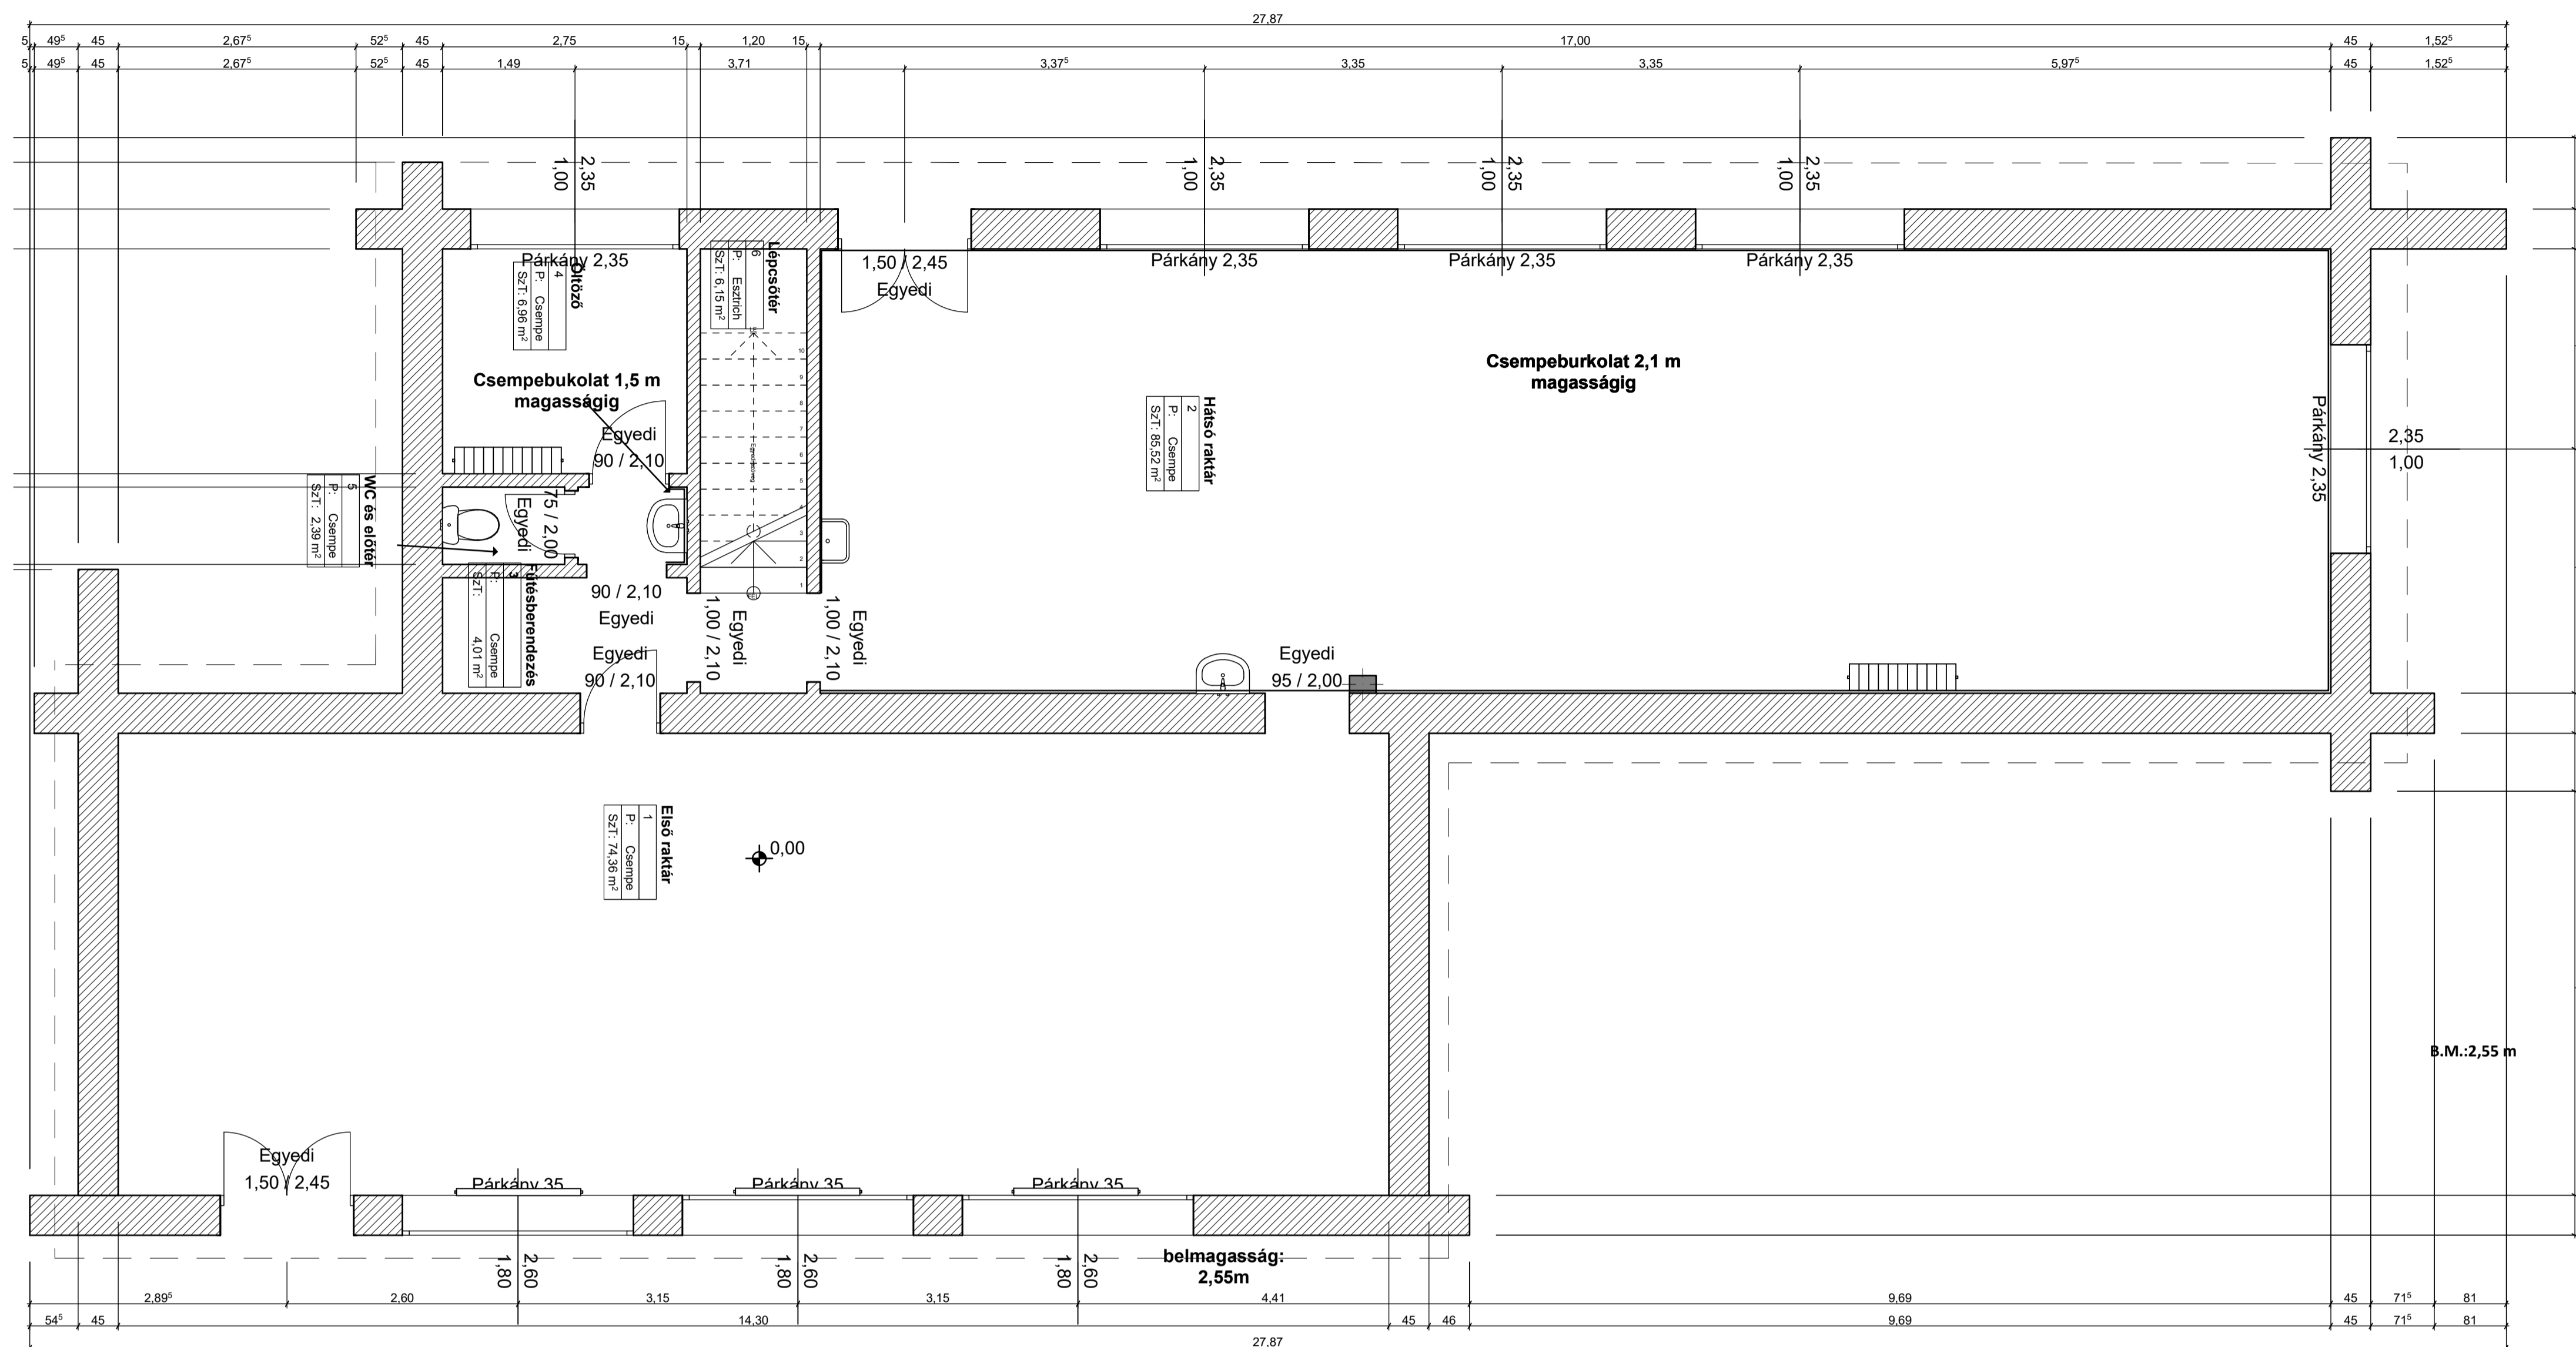 27,87
5 49⁵ 45 2,67⁵ 52⁵ 45 2,75 15 1,20 15 17,00 45 1,52⁵
5 49⁵ 45 2,67⁵ 52⁵ 45 1,49 3,71 3,37⁵ 3,35 3,35 5,97⁵ 45 1,52⁵
2,35
1,00
2,35
1,00
2,35
1,00
2,35
1,00
Párkány 2,35
1,50 / 2,45
Egyedi
Párkány 2,35
Párkány 2,35
Párkány 2,35
Öltöző
4
P: Csempe
SzT: 6,96 m²
Lépcsőtér
6
P: Esztrich
SzT: 6,15 m²
Csempebukolat 1,5 m
magasságig
Csempeburkolat 2,1 m
magasságig
Egyedi
90 / 2,10
Hátsó raktár
2
P: Csempe
SzT: 85,52 m²
Párkány 2,35
2,35
1,00
10
9
8
7
6
5
4
3
2
1
WC és előtér
5
P: Csempe
SzT: 2,39 m²
75 / 2,00
Egyedi
Fűtésberendezés
3
P: Csempe
SzT: 4,01 m²
90 / 2,10
Egyedi
Egyedi
1,00 / 2,10
Egyedi
1,00 / 2,10
Egyedi
90 / 2,10
Egyedi
95 / 2,00
Első raktár
1
P: Csempe
SzT: 74,36 m²
0,00
B.M.:2,55 m
Egyedi
1,50 / 2,45
Párkány 35
Párkány 35
Párkány 35
2,60
1,80
2,60
1,80
2,60
1,80
belmagasság:
2,55m
2,89⁵ 2,60 3,15 3,15 4,41 9,69 45 71⁵ 81
54⁵ 45 14,30 45 46 9,69 45 71⁵ 81
27,87